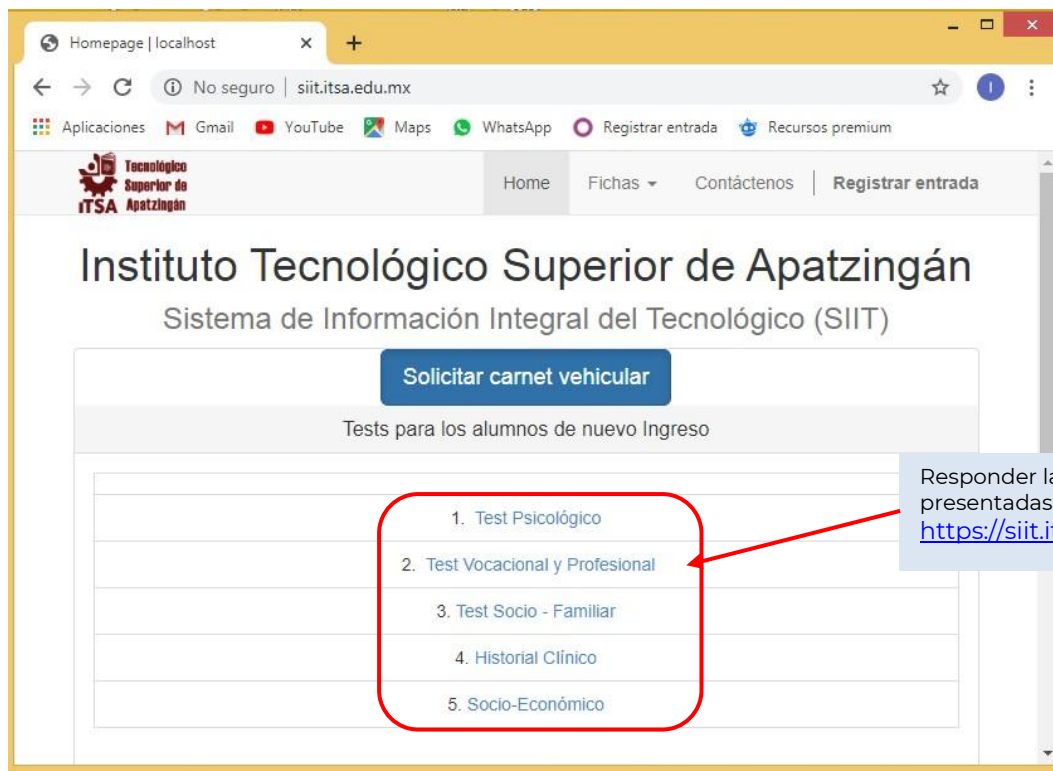 Homepage | localhost
No seguro | siit.itsa.edu.mx
Aplicaciones Gmail YouTube Maps WhatsApp Registrar entrada Recursos premium
Tecnológico
Superior de
iTSA Apatzingán
Home Fichas Contáctenos Registrar entrada
Instituto Tecnológico Superior de Apatzingán
Sistema de Información Integral del Tecnológico (SIIT)
Solicitar carnet vehicular
Tests para los alumnos de nuevo Ingreso
1. Test Psicológico
2. Test Vocacional y Profesional
3. Test Socio - Familiar
4. Historial Clínico
5. Socio-Económico
Responder
presentadas
https://siit.i